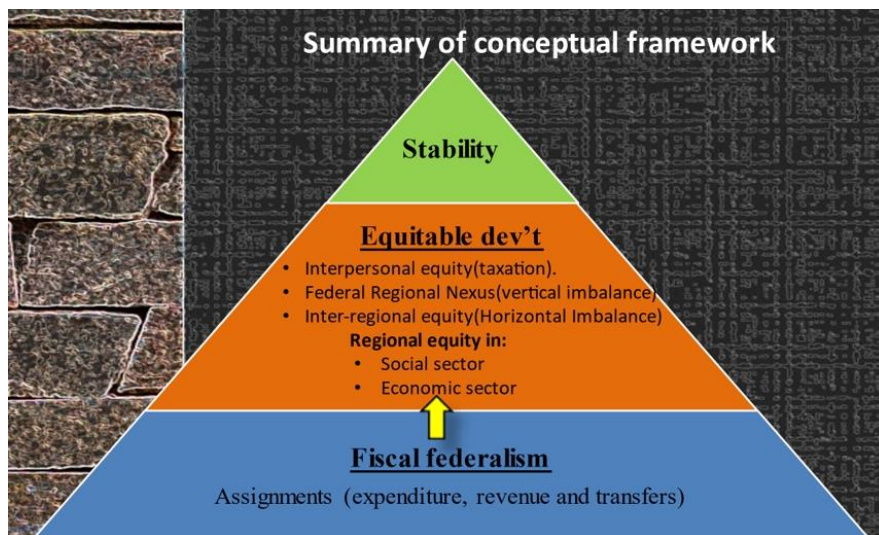 Summary of conceptual framework
Stability
Equitable dev't
• Interpersonal equity(taxation).
• Federal Regional Nexus(vertical imbalance)
• Inter-regional equity(Horizontal Imbalance)
Regional equity in:
• Social sector
• Economic sector
Fiscal federalism
Assignments (expenditure, revenue and transfers)